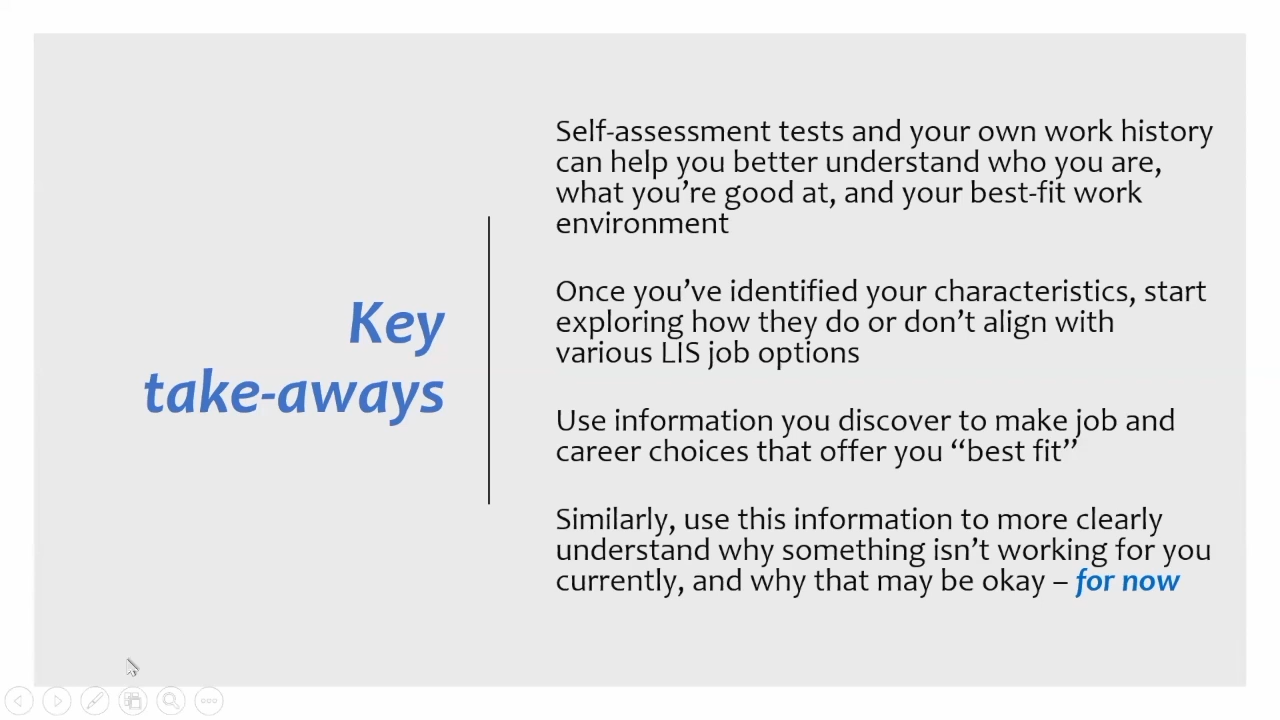 Key
take-aways
Self-assessment tests and your own work history
can help you better understand who you are,
what you’re good at, and your best-fit work
environment
Once you’ve identified your characteristics, start
exploring how they do or don’t align with
various LIS job options
Use information you discover to make job and
career choices that offer you “best fit”
Similarly, use this information to more clearly
understand why something isn’t working for you
currently, and why that may be okay – for now